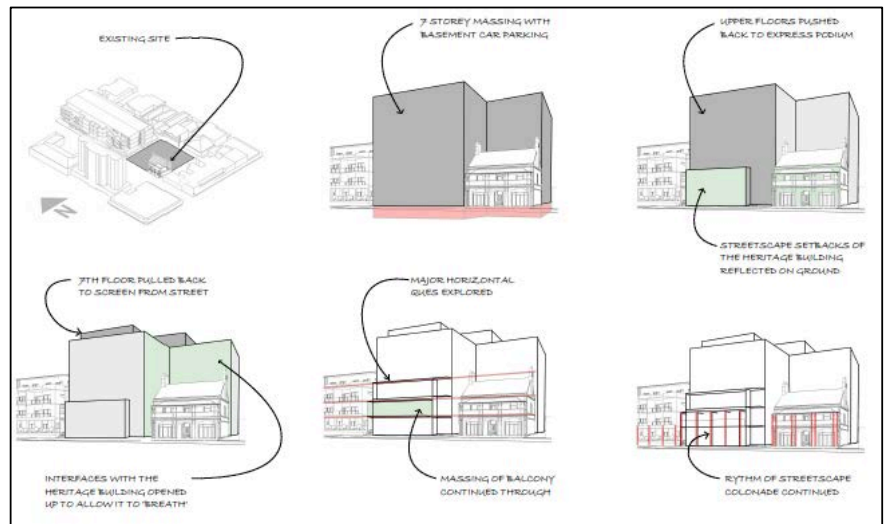 EXISTING SITE
7 STOREY MASSING WITH
BASEMENT CAR PARKING
UPPER FLOORS PUSHED
BACK TO EXPRESS PODIUM
N
STREETSCAPE SETBACKS OF
THE HERITAGE BUILDING
REFLECTED ON GROUND
7TH FLOOR PULLED BACK
TO SCREEN FROM STREET
MAJOR HORIZONTAL
QUES EXPLORED
INTERFACES WITH THE
HERITAGE BUILDING OPENED
UP TO ALLOW IT TO 'BREATH'
MASSING OF BALCONY
CONTINUED THROUGH
RYTHM OF STREETSCAPE
COLONADE CONTINUED